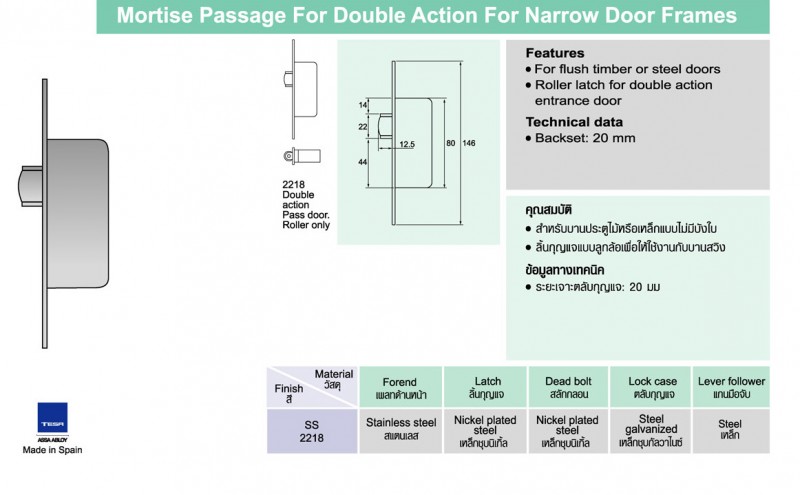 Mortise Passage For Double Action For Narrow Door Frames
14
22
44
12.5
80
146
2218
Double
action
Pass door.
Roller only
Features
• For flush timber or steel doors
• Roller latch for double action
entrance door
Technical data
• Backset: 20 mm
คุณสมบัติ
• สำหรับบานประตูไม้หรือเหล็กแบบไม่มีบังใบ
• ลิ้นกุญแจแบบลูกล้อเพื่อให้ใช้งานกับบานสวิง
ข้อมูลทางเทคนิค
• ระยะเจาะตลับกุญแจ: 20 มม
Material
วัสดุ
Finish
สี
Forend
เพลทด้านหน้า
Latch
ลิ้นกุญแจ
Dead bolt
สลักกลอน
Lock case
ตลับกุญแจ
Lever follower
แกนมือจับ
SS
2218
Stainless steel
สแตนเลส
Nickel plated
steel
เหล็กชุบนิเกิ้ล
Nickel plated
steel
เหล็กชุบนิเกิ้ล
Steel
galvanized
เหล็กชุบกัลวาไนซ์
Steel
เหล็ก
TESA
ASSA ABLOY
Made in Spain